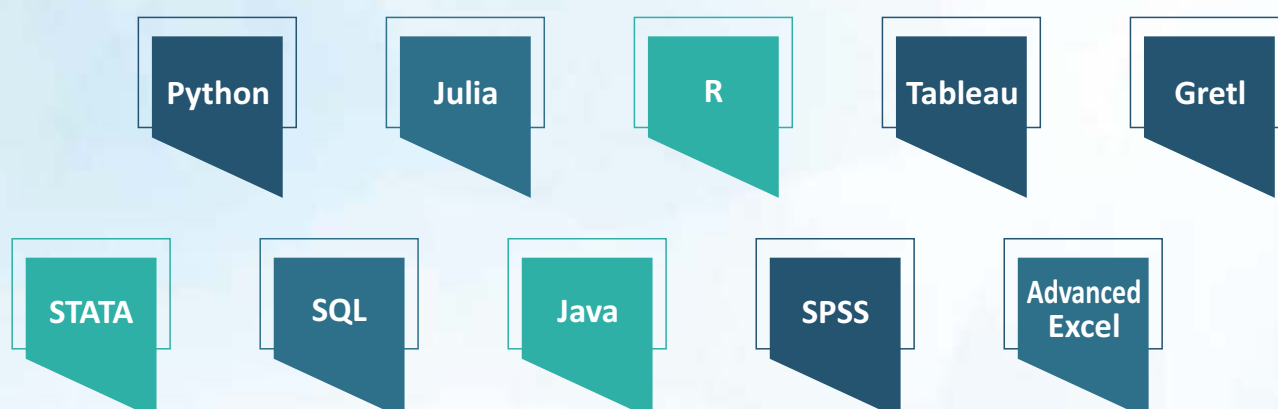 Python
Julia
R
Tableau
Gretl
STATA
SQL
Java
SPSS
Advanced
Excel